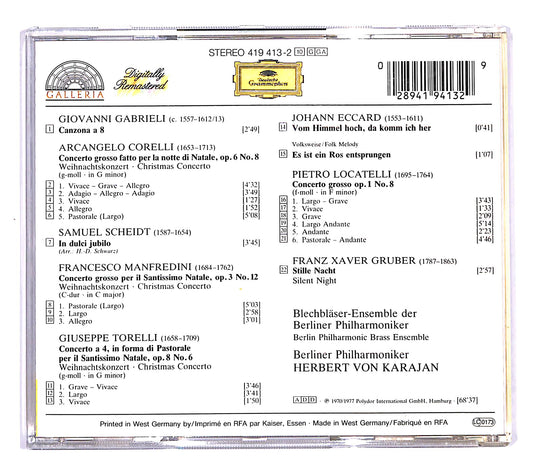 STEREO 419 413-2 10 G GA
GALLERIA
Digitally
Remastered
Deutsche
Grammophon
0 28941 94132 9
GIOVANNI GABRIELI (c. 1557–1612/13)
1 Canzona a 8 [2'49]
ARCANGELO CORELLI (1653–1713)
Concerto grosso fatto per la notte di Natale, op. 6 No. 8
Weihnachtskonzert · Christmas Concerto
(g-moll · in G minor)
2 1. Vivace – Grave – Allegro [4'32]
3 2. Adagio – Allegro – Adagio [3'49]
4 3. Vivace [1'27]
5 4. Allegro [1'52]
6 5. Pastorale (Largo) [5'08]
SAMUEL SCHEIDT (1587–1654)
7 In dulci jubilo [3'45]
(Arr.: H.-D. Schwarz)
FRANCESCO MANFREDINI (1684–1762)
Concerto grosso per il Santissimo Natale, op. 3 No. 12
Weihnachtskonzert · Christmas Concerto
(C-dur · in C major)
8 1. Pastorale (Largo) [5'03]
9 2. Largo [2'58]
10 3. Allegro [3'01]
GIUSEPPE TORELLI (1658–1709)
Concerto a 4, in forma di Pastorale
per il Santissimo Natale, op. 8 No. 6
Weihnachtskonzert · Christmas Concerto
(g-moll · in G minor)
11 1. Grave – Vivace [3'46]
12 2. Largo [3'41]
13 3. Vivace [1'50]
JOHANN ECCARD (1553–1611)
14 Vom Himmel hoch, da komm ich her [0'41]
Volksweise/Folk Melody
15 Es ist ein Ros entsprungen [1'07]
PIETRO LOCATELLI (1695–1764)
Concerto grosso op. 1 No. 8
(f-moll · in F minor)
16 1. Largo – Grave [3'43]
17 2. Vivace [1'33]
18 3. Grave [2'09]
19 4. Largo Andante [5'14]
20 5. Andante [2'23]
21 6. Pastorale – Andante [4'46]
FRANZ XAVER GRUBER (1787–1863)
22 Stille Nacht [2'57]
Silent Night
Blechbläser-Ensemble der
Berliner Philharmoniker
Berlin Philharmonic Brass Ensemble
Berliner Philharmoniker
HERBERT VON KARAJAN
ADD ℗ 1970/1977 Polydor International GmbH, Hamburg · [68'37]
Printed in West Germany by/Imprimé en RFA par Kaiser, Essen · Made in West Germany/Fabriqué en RFA
LC 0173